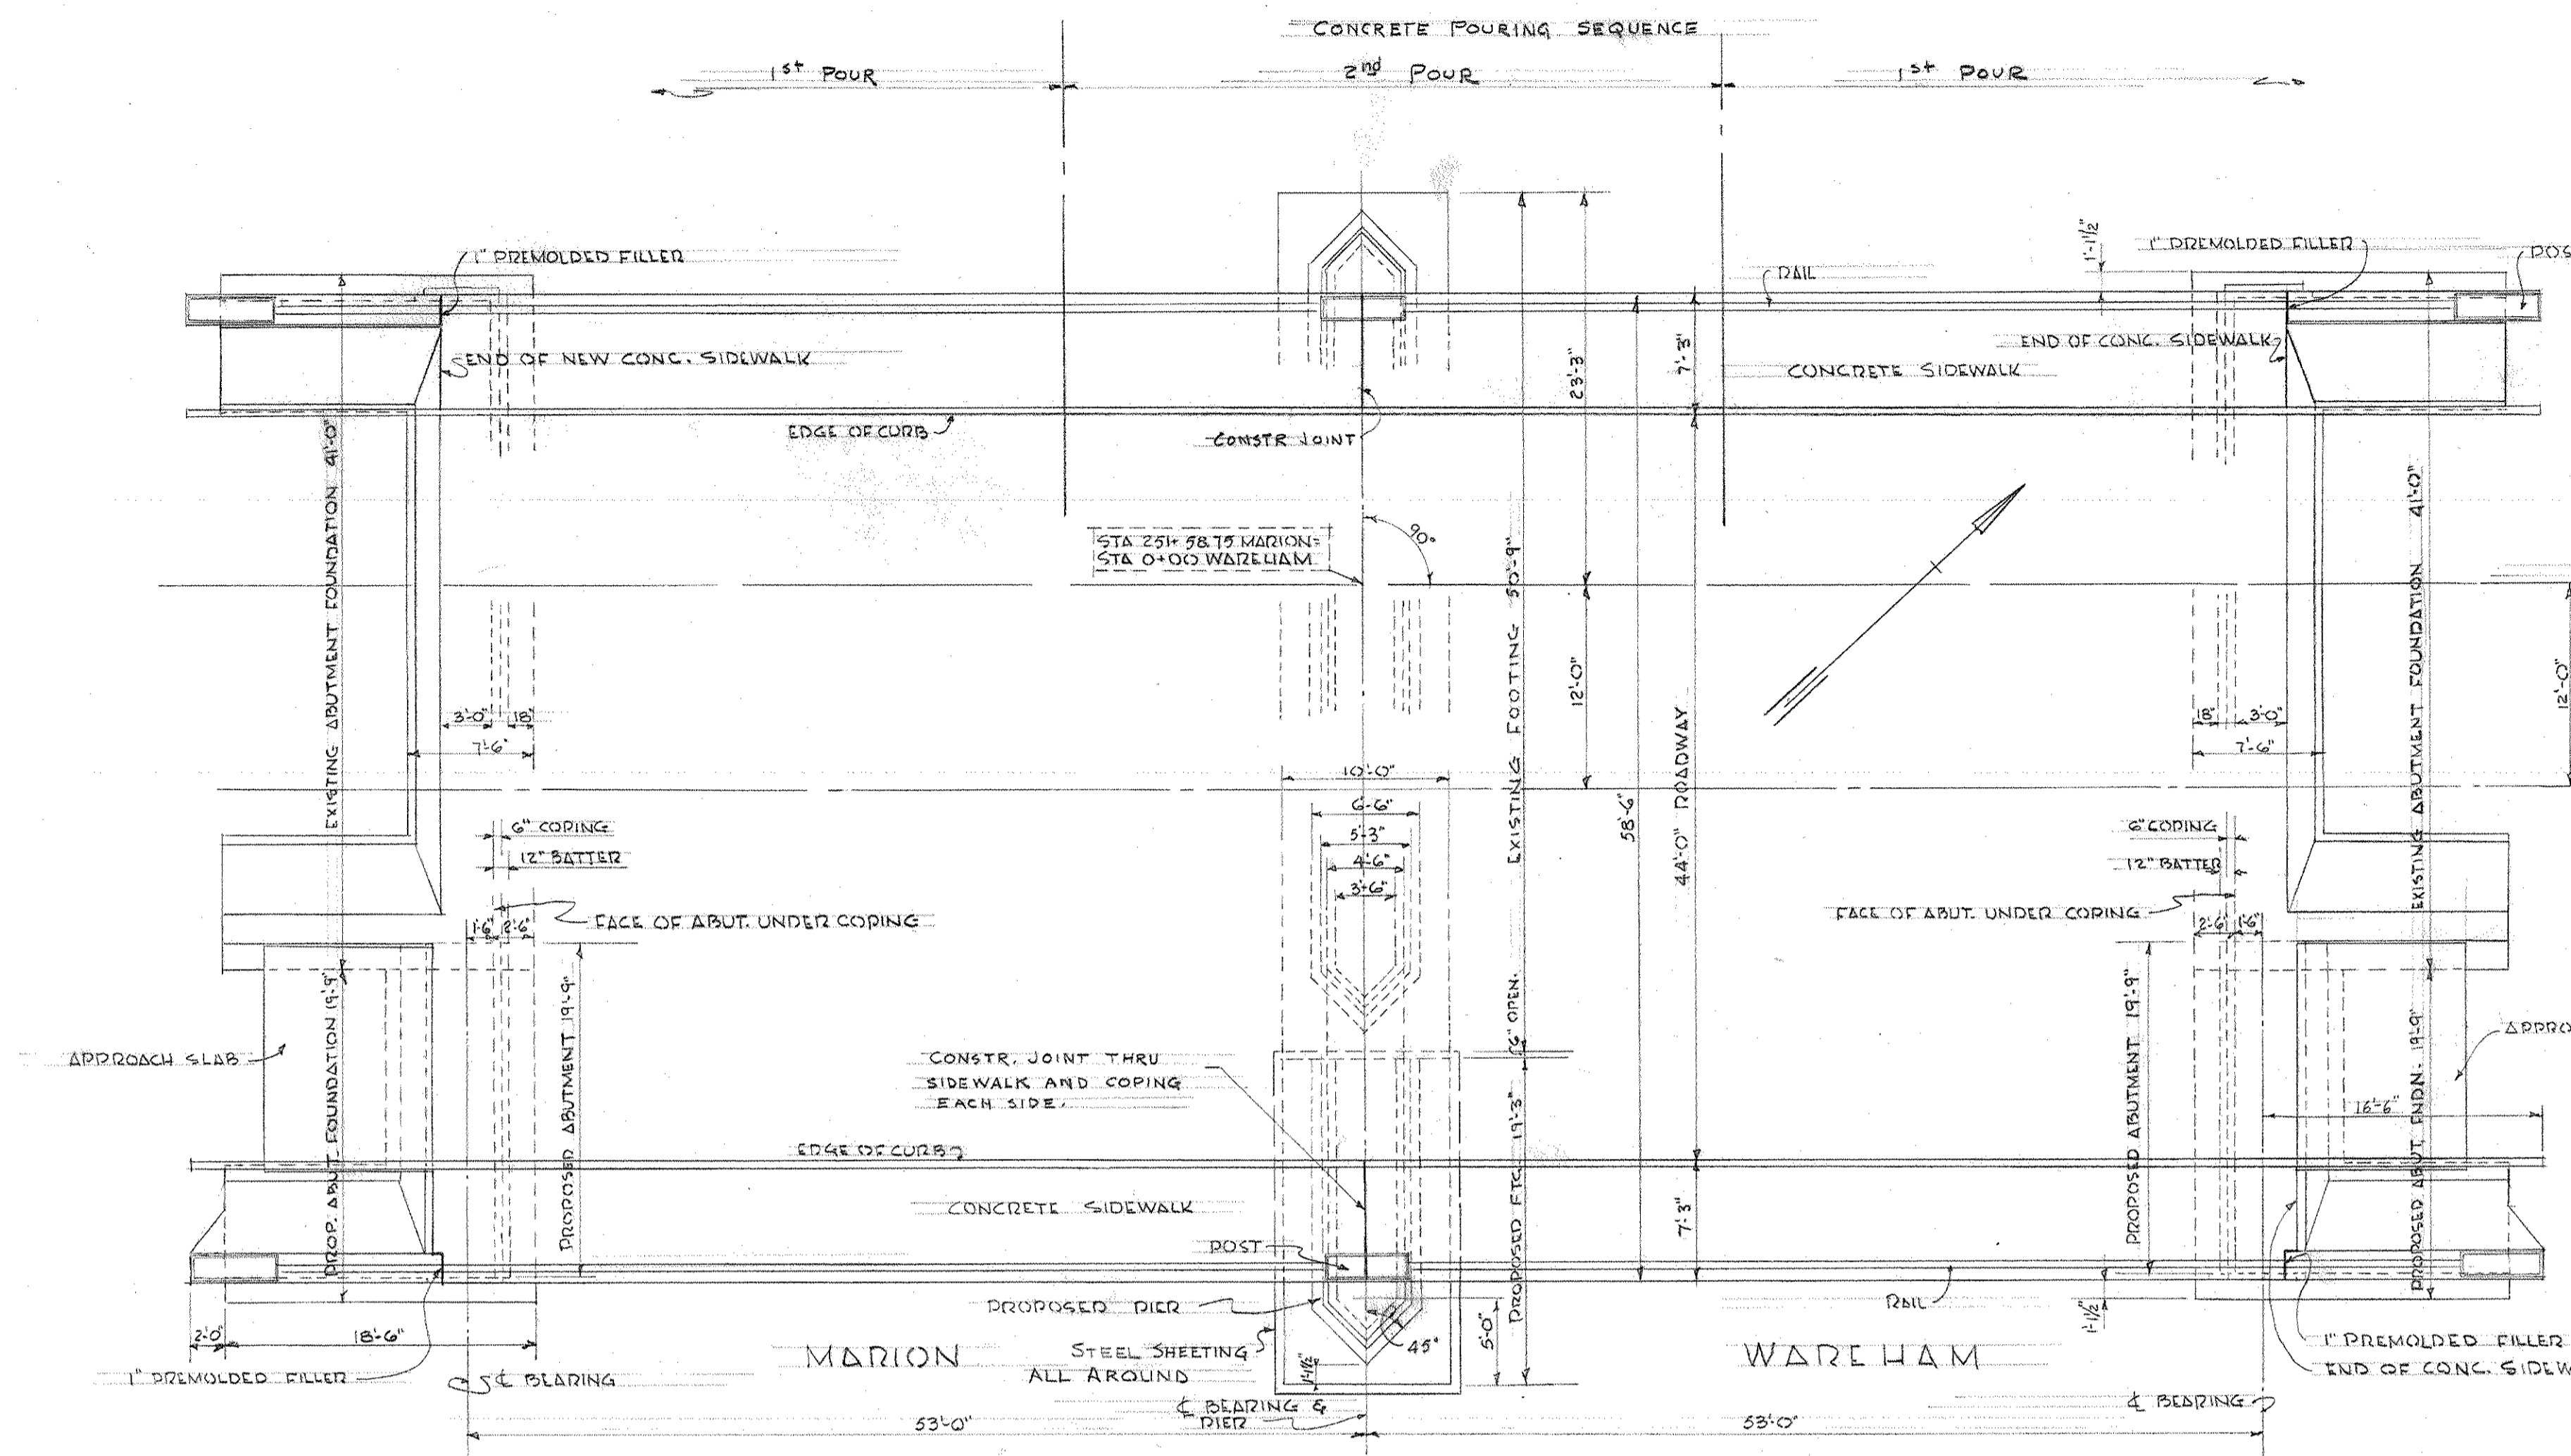 CONCRETE POURING SEQUENCE
1st POUR
2nd POUR
1st POUR
1" PREMOLDED FILLER
RAIL
1'-1½"
1" PREMOLDED FILLER
END OF NEW CONC. SIDEWALK
23'-3"
7'-3"
END OF CONC. SIDEWALK
CONCRETE SIDEWALK
EDGE OF CURB
CONSTR JOINT
EXISTING ABUTMENT FOUNDATION 41'-0"
STA 251+58.75 MARION=
STA 0+00 WAREHAM
90°
EXISTING FOOTING 50'-9"
12'-0"
44'-0" ROADWAY
58'-6"
EXISTING ABUTMENT FOUNDATION 41'-0"
12'-0"
3'-0"
18"
7'-6"
18"
3'-0"
7'-6"
10'-0"
6'-6"
5'-3"
4'-6"
3'-6"
6" COPING
12" BATTER
6" COPING
12" BATTER
FACE OF ABUT. UNDER COPING
1'-6"
2'-6"
FACE OF ABUT. UNDER COPING
2'-6"
1'-6"
PROP. ABUT. FOUNDATION 19'-9"
PROPOSED ABUTMENT 19'-9"
6" OPEN.
PROPOSED FTG. 19'-3"
PROPOSED ABUTMENT 19'-9"
PROPOSED ABUT. FNDN. 19'-9"
APPROACH SLAB
CONSTR. JOINT THRU
SIDEWALK AND COPING
EACH SIDE.
16'-6"
EDGE OF CURB
CONCRETE SIDEWALK
7'-3"
POST
PROPOSED PIER
RAIL
1'-1½"
2'-0"
18'-6"
MARION
STEEL SHEETING
ALL AROUND
45°
5'-0"
WAREHAM
1" PREMOLDED FILLER
1" PREMOLDED FILLER
END OF CONC. SIDEW
℄ BEARING
℄ BEARING &
PIER
℄ BEARING
53'-0"
53'-0"